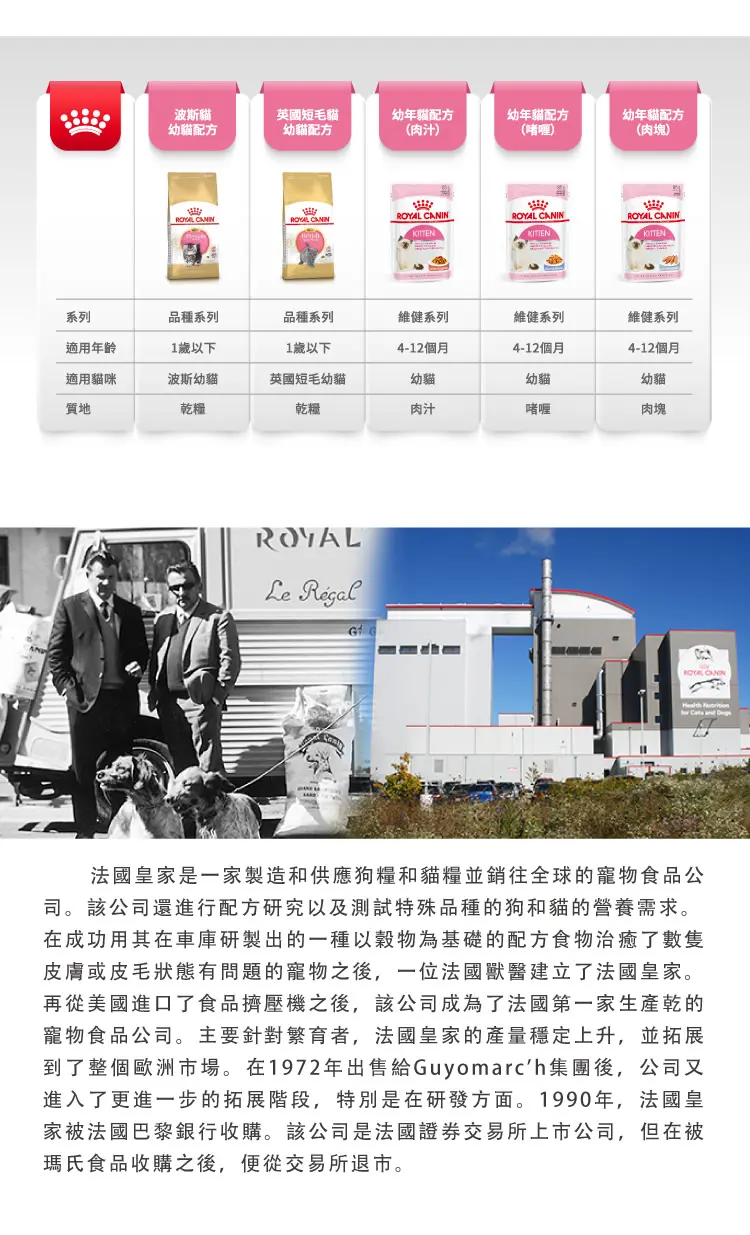 波斯貓
幼貓配方
英國短毛貓
幼貓配方
幼年貓配方
(肉汁)
幼年貓配方
(啫喱)
幼年貓配方
(肉塊)
ROYAL CANIN
ROYAL CANIN
British
ROYAL CANIN
KITTEN
ROYAL CANIN
KITTEN
ROYAL CANIN
KITTEN
系列 品種系列 品種系列 維健系列 維健系列 維健系列
適用年齡 1歲以下 1歲以下 4-12個月 4-12個月 4-12個月
適用貓咪 波斯幼貓 英國短毛幼貓 幼貓 幼貓 幼貓
質地 乾糧 乾糧 肉汁 啫喱 肉塊
ROYAL
Le Régal
ROYAL CANIN
Health Nutrition
for Cats and Dogs
法國皇家是一家製造和供應狗糧和貓糧並銷往全球的寵物食品公
司。該公司還進行配方研究以及測試特殊品種的狗和貓的營養需求。
在成功用其在車庫研製出的一種以穀物為基礎的配方食物治癒了數隻
皮膚或皮毛狀態有問題的寵物之後，一位法國獸醫建立了法國皇家。
再從美國進口了食品擠壓機之後，該公司成為了法國第一家生產乾的
寵物食品公司。主要針對繁育者，法國皇家的產量穩定上升，並拓展
到了整個歐洲市場。在1972年出售給Guyomarc’h集團後，公司又
進入了更進一步的拓展階段，特別是在研發方面。1990年，法國皇
家被法國巴黎銀行收購。該公司是法國證券交易所上市公司，但在被
瑪氏食品收購之後，便從交易所退市。